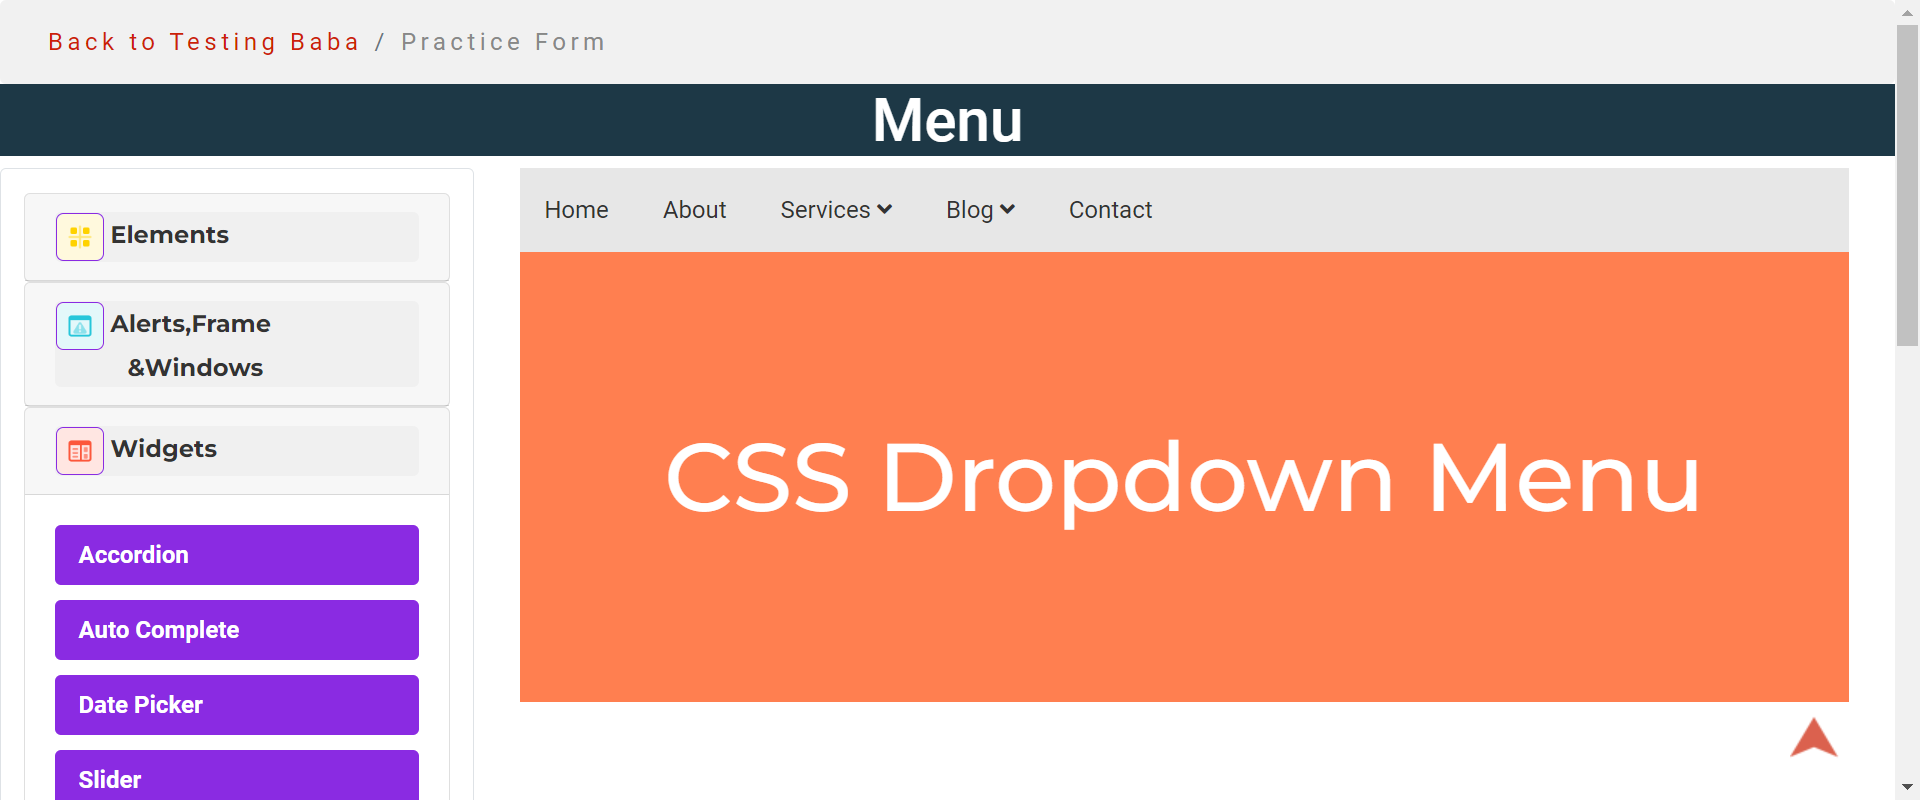 Back to Testing Baba / Practice Form
Menu
Elements
Alerts,Frame
&Windows
Widgets
Accordion
Auto Complete
Date Picker
Slider
Home About Services Blog Contact
CSS Dropdown Menu